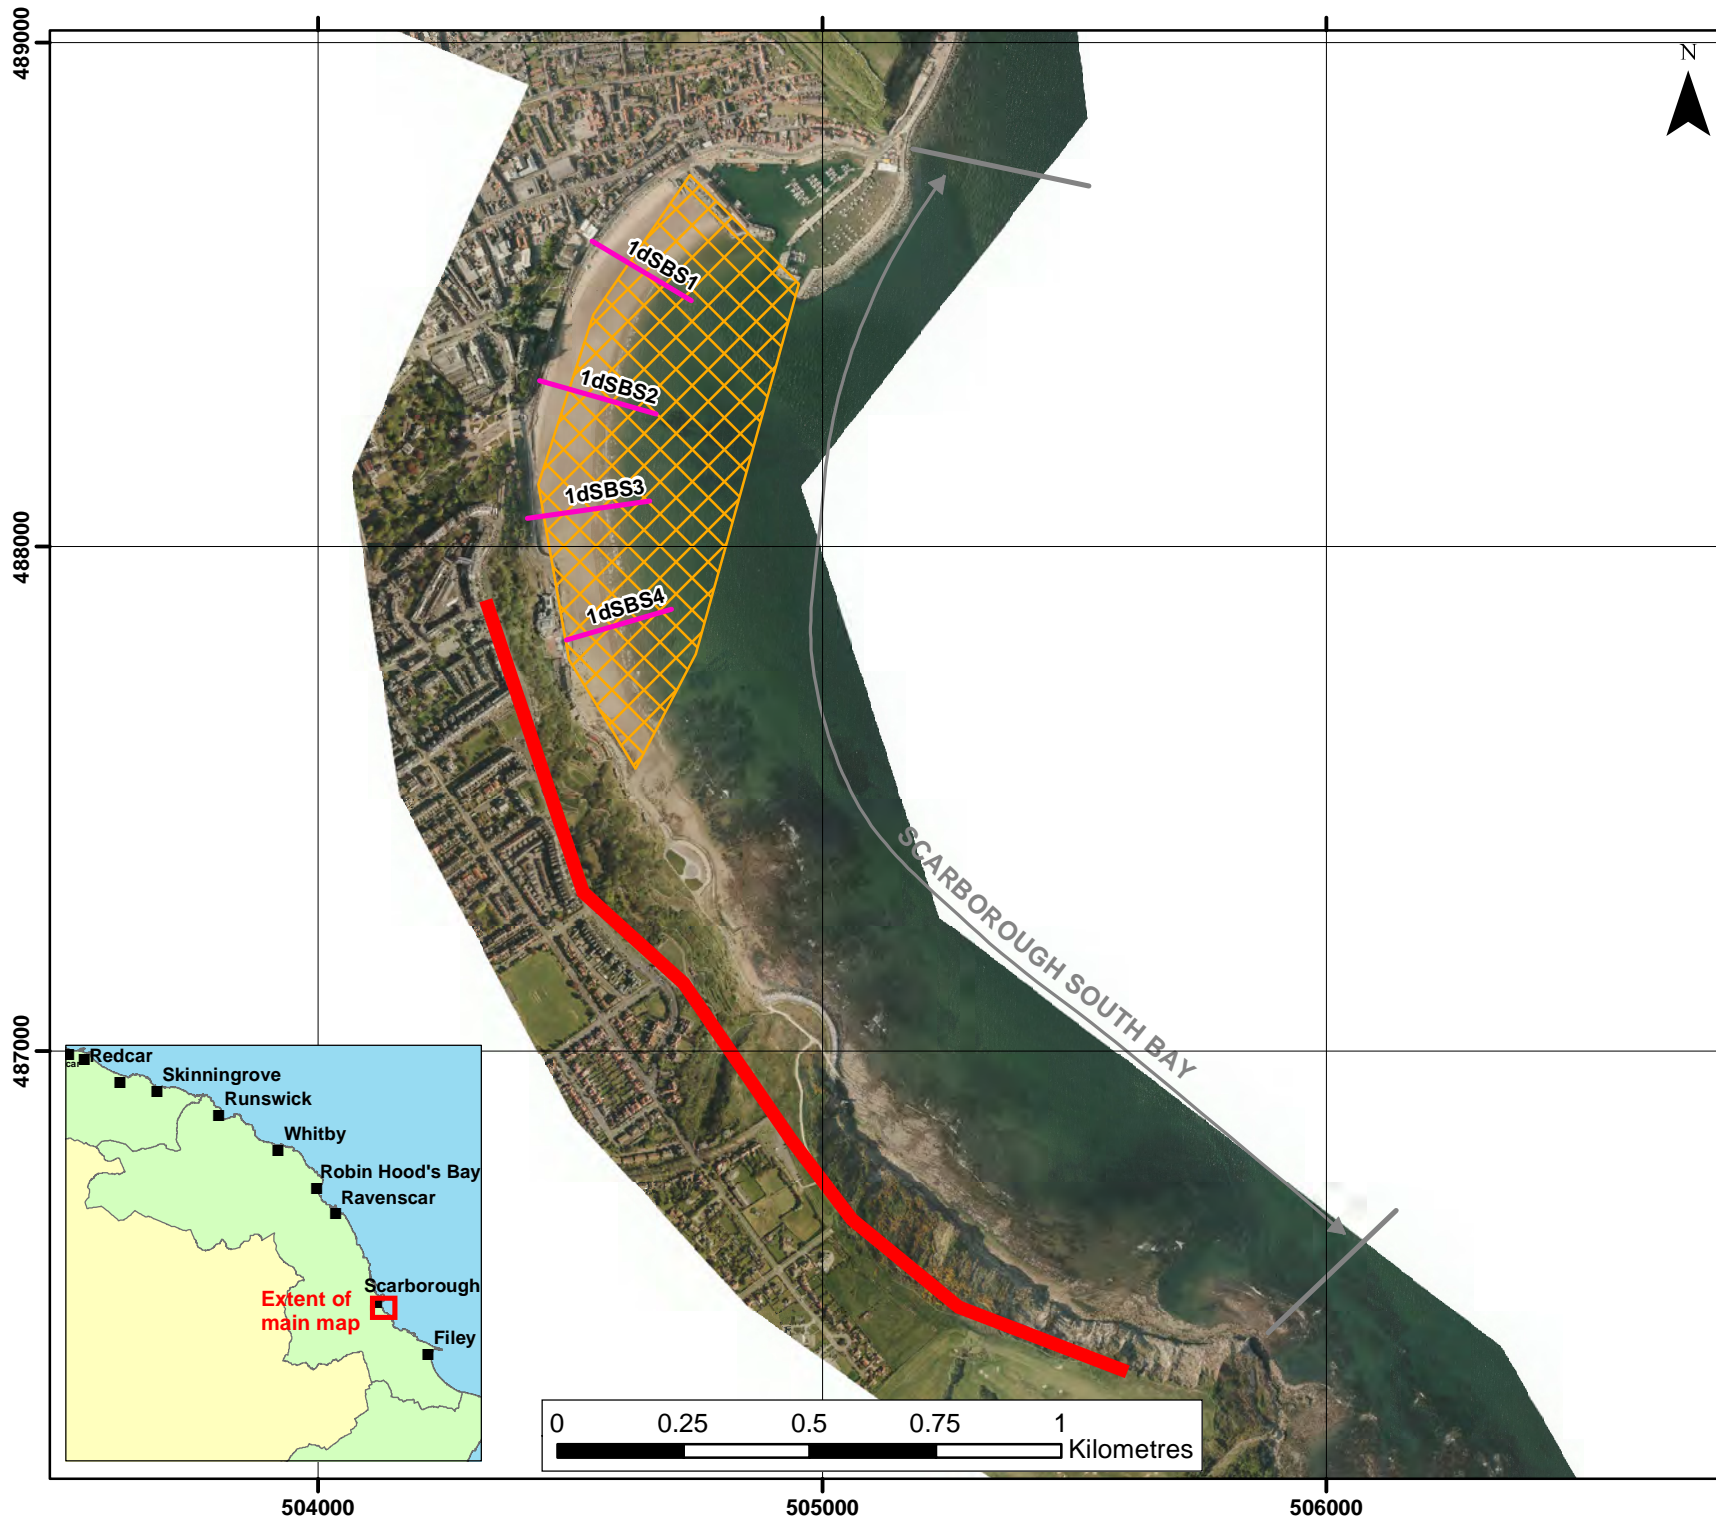 489000
N
1dSBS1
1dSBS2
1dSBS3
488000
1dSBS4
SCARBOROUGH SOUTH BAY
487000
Redcar
car
Skinningrove
Runswick
Whitby
Robin Hood's Bay
Ravenscar
Scarborough
Extent of
main map
Filey
0 0.25 0.5 0.75 1
Kilometres
504000 505000 506000